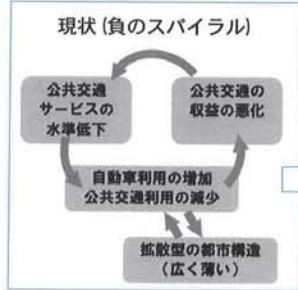 現状(負のスパイラル)
公共交通
サービスの
水準低下
公共交通の
収益の悪化
自動車利用の増加
公共交通利用の減少
拡散型の都市構造
(広く薄い)